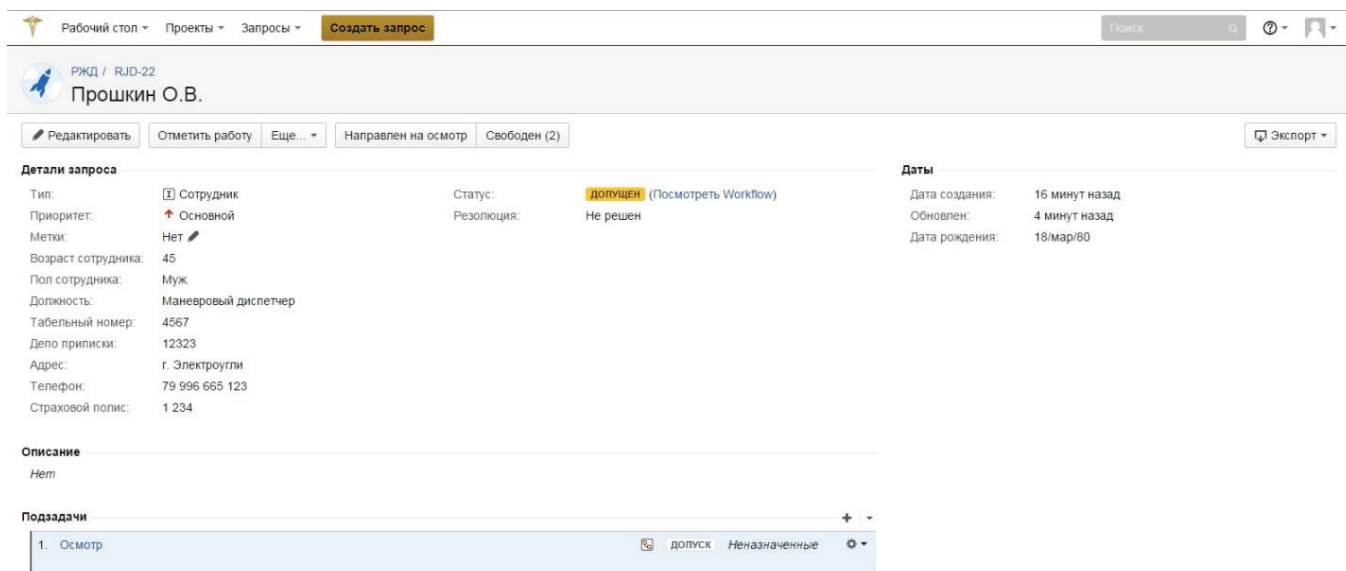 Рабочий стол Проекты Запросы Создать запрос Поиск
РЖД / RJD-22
Прошкин О.В.
Редактировать Отметить работу Еще... Направлен на осмотр Свободен (2) Экспорт
Детали запроса Даты
Тип: Сотрудник Статус: ДОПУЩЕН (Посмотреть Workflow) Дата создания: 16 минут назад
Приоритет: Основной Резолюция: Не решен Обновлен: 4 минут назад
Метки: Нет Дата рождения: 18/мар/80
Возраст сотрудника: 45
Пол сотрудника: Муж.
Должность: Маневровый диспетчер
Табельный номер: 4567
Депо приписки: 12323
Адрес: г. Электроугли
Телефон: 79 996 665 123
Страховой полис: 1 234
Описание
Нет
Подзадачи
1. Осмотр ДОПУСК Неназначенные